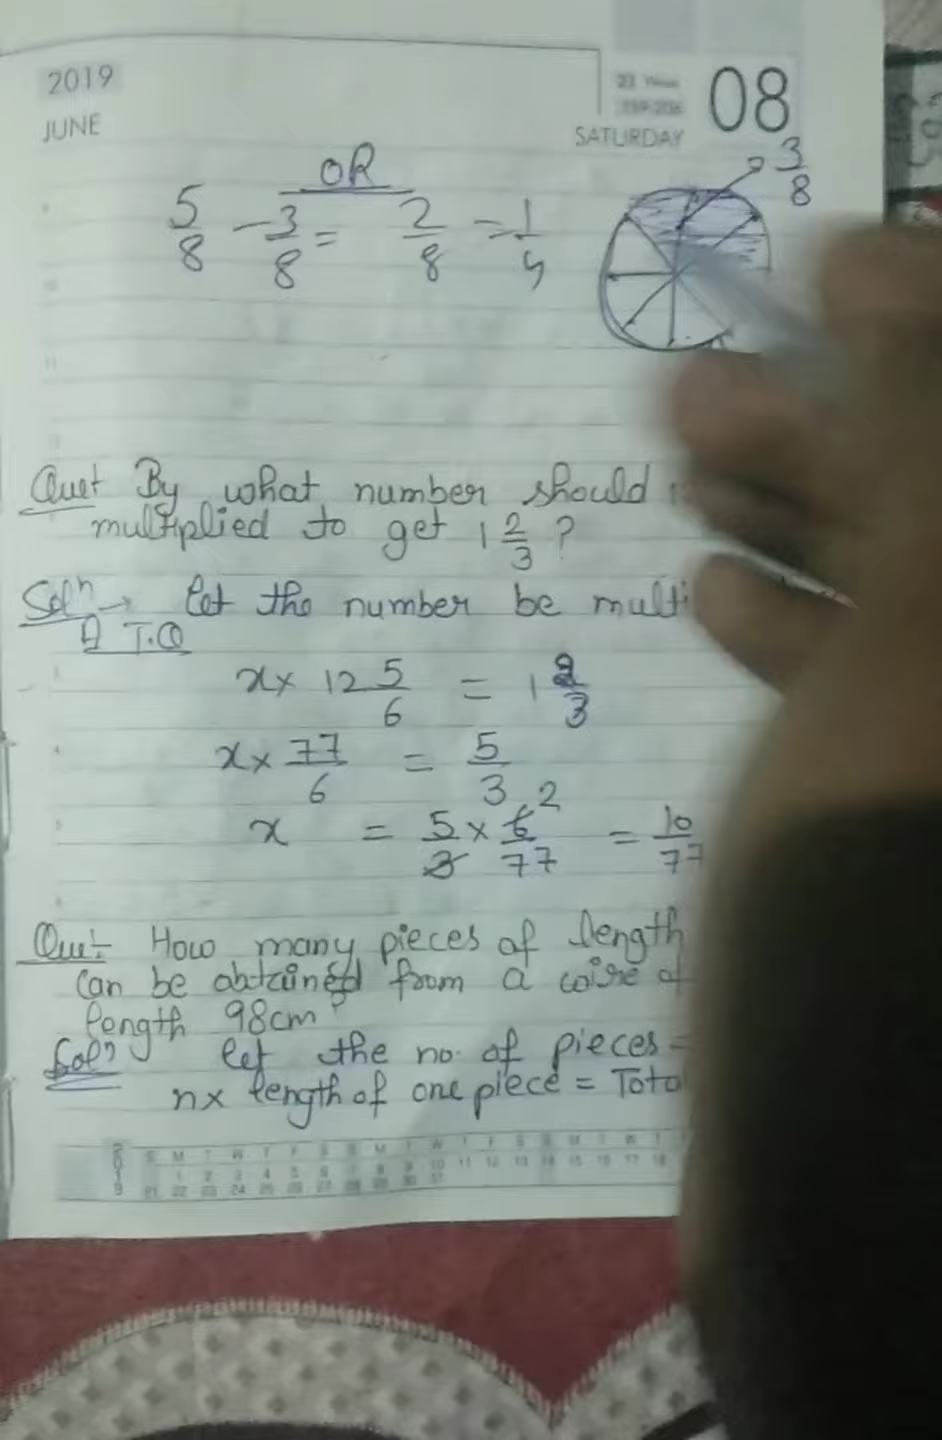 2019
JUNE
08
SATURDAY
OR
5/8 - 3/8 = 2/8 = 1/4
3/8
Que:- By what number should
multiplied to get 1 2/3 ?
Solⁿ → let the number be multi
A.T.Q
x× 12 5/6 = 1 2/3
x× 77/6 = 5/3
x = 5/3 × 6/77 2 = 10/77
Que:- How many pieces of length
can be obtained from a wire of
length 98cm?
Solⁿ let the no. of pieces =
n× length of one piece = Tota